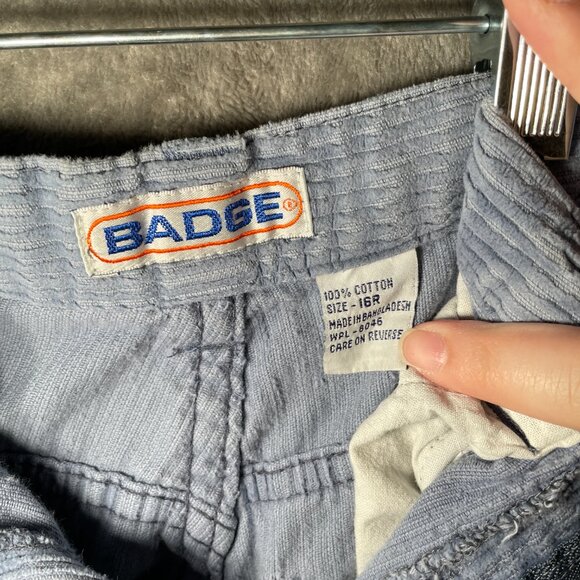 BADGE®
100% COTTON
SIZE - 16R
MADE IN BANGLADESH
WPL - 8046
CARE ON REVERSE